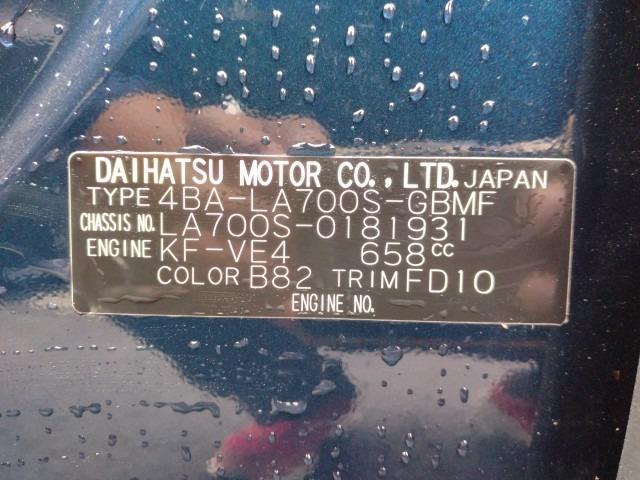 DAIHATSU MOTOR CO., LTD. JAPAN
TYPE 4BA-LA700S-GBMF
CHASSIS NO. LA700S-0181931
ENGINE KF-VE4 658cc
COLOR B82 TRIM FD10
ENGINE NO.